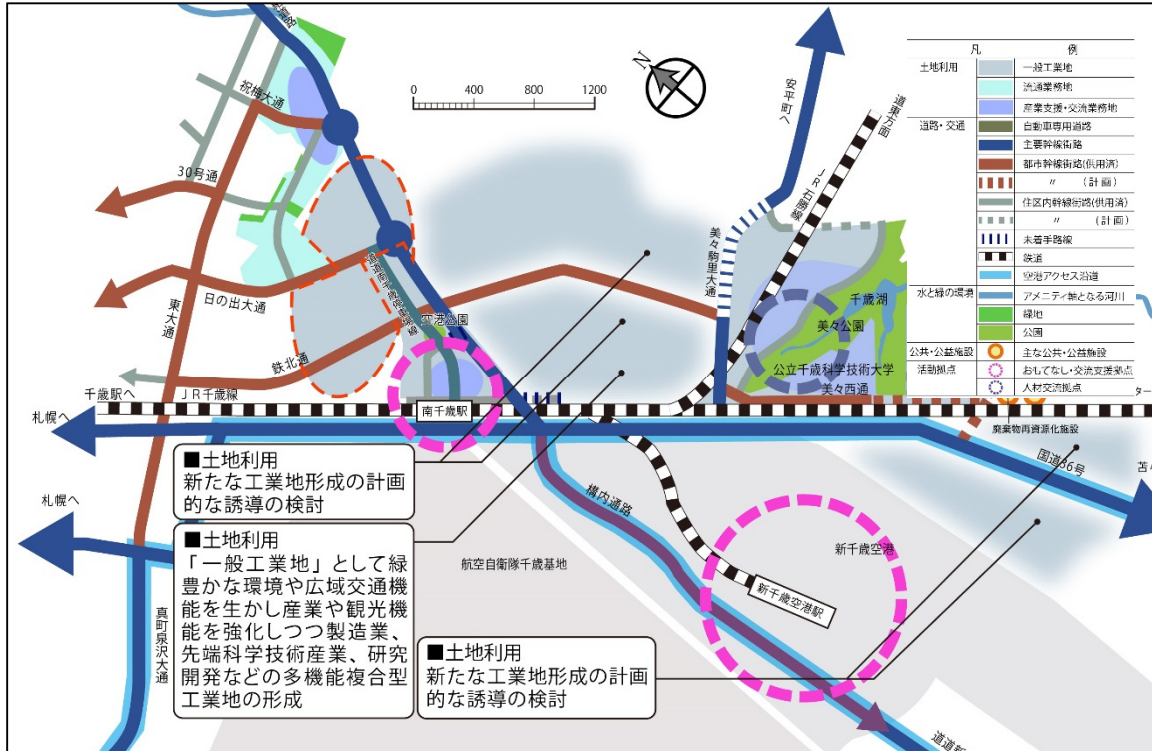 N
0 400 800 1200
祝梅大通
30号通
日の出大通
東大通
鉄北通
千歳駅へ
JR千歳線
札幌へ
札幌へ
真町泉沢大通
空港公園
南千歳駅
安平町へ
道東方面
JR石勝線
美々駒里大通
千歳湖
美々公園
公立千歳科学技術大学
美々西通
廃棄物再資源化施設
国道36号
構内通路
航空自衛隊千歳基地
新千歳空港
新千歳空港駅
凡 例
土地利用 一般工業地
流通業務地
産業支援・交流業務地
道路・交通 自動車専用道路
主要幹線街路
都市幹線街路(供用済)
〃 (計画)
住区内幹線街路(供用済)
〃 (計画)
未着手路線
鉄道
空港アクセス沿道
水と緑の環境 アメニティ軸となる河川
緑地
公園
公共・公益施設 主な公共・公益施設
活動拠点 おもてなし・交流支援拠点
人材交流拠点
■土地利用
新たな工業地形成の計画
的な誘導の検討
■土地利用
「一般工業地」として緑
豊かな環境や広域交通機
能を生かし産業や観光機
能を強化しつつ製造業、
先端科学技術産業、研究
開発などの多機能複合型
工業地の形成
■土地利用
新たな工業地形成の計画
的な誘導の検討